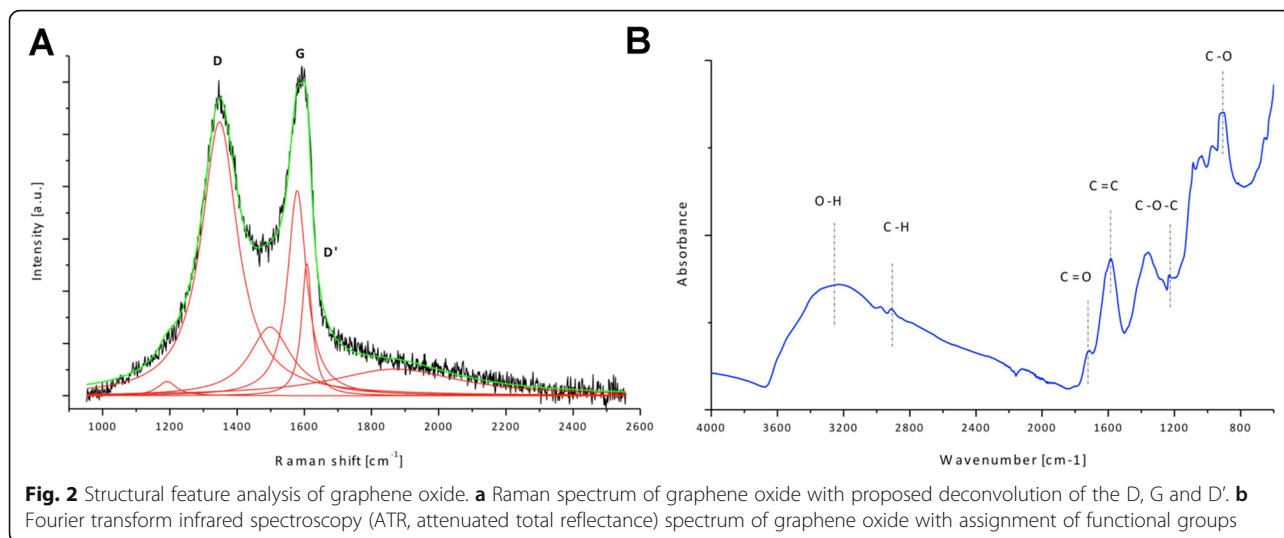 A
D
G
D'
Intensity [a.u.]
1000 1200 1400 1600 1800 2000 2200 2400 2600
Raman shift [cm⁻¹]
B
C-O
O-H
C=C
C-H
C-O-C
C=O
Absorbance
4000 3600 3200 2800 2400 2000 1600 1200 800
Wavenumber [cm-1]
Fig. 2 Structural feature analysis of graphene oxide. a Raman spectrum of graphene oxide with proposed deconvolution of the D, G and D′. b
Fourier transform infrared spectroscopy (ATR, attenuated total reflectance) spectrum of graphene oxide with assignment of functional groups